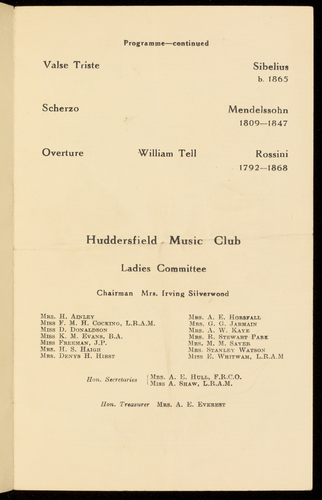 Programme—continued
Valse Triste Sibelius
b. 1865
Scherzo Mendelssohn
1809—1847
Overture William Tell Rossini
1792—1868
Huddersfield Music Club
Ladies Committee
Chairman Mrs. Irving Silverwood
Mrs. H. Ainley
Miss F. M. H. Cocking, L.R.A.M.
Miss D. Donaldson
Miss K. M. Evans, B.A.
Miss Freeman, J.P.
Mrs. H. S. Haigh
Mrs. Denys H. Hirst
Mrs. A. E. Horsfall
Mrs. G. G. Jarmain
Mrs. A. W. Kaye
Mrs. R. Stewart Park
Mrs. M. M. Sayer
Mrs. Stanley Watson
Miss E. Whitwam, L.R.A.M
Hon. Secretaries { Mrs. A. E. Hull, F.R.C.O.
Miss A. Shaw, L.R.A.M.
Hon. Treasurer Mrs. A. E. Everest